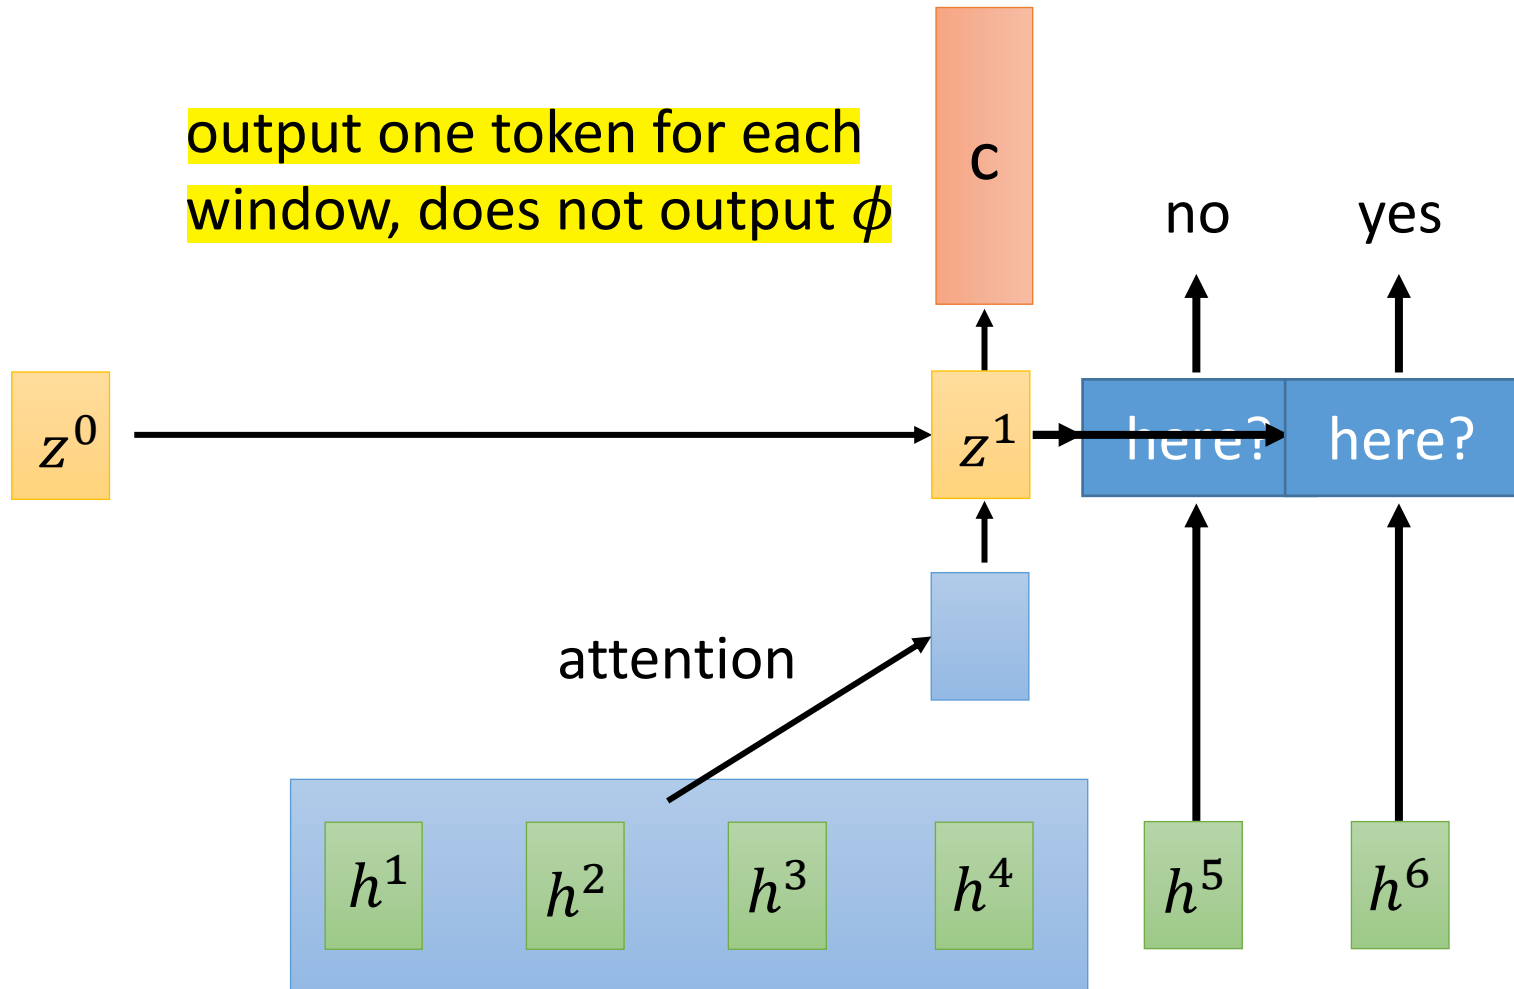 output one token for each
window, does not output ϕ
c
no
yes
z⁰
z¹
here?
here?
attention
h¹
h²
h³
h⁴
h⁵
h⁶